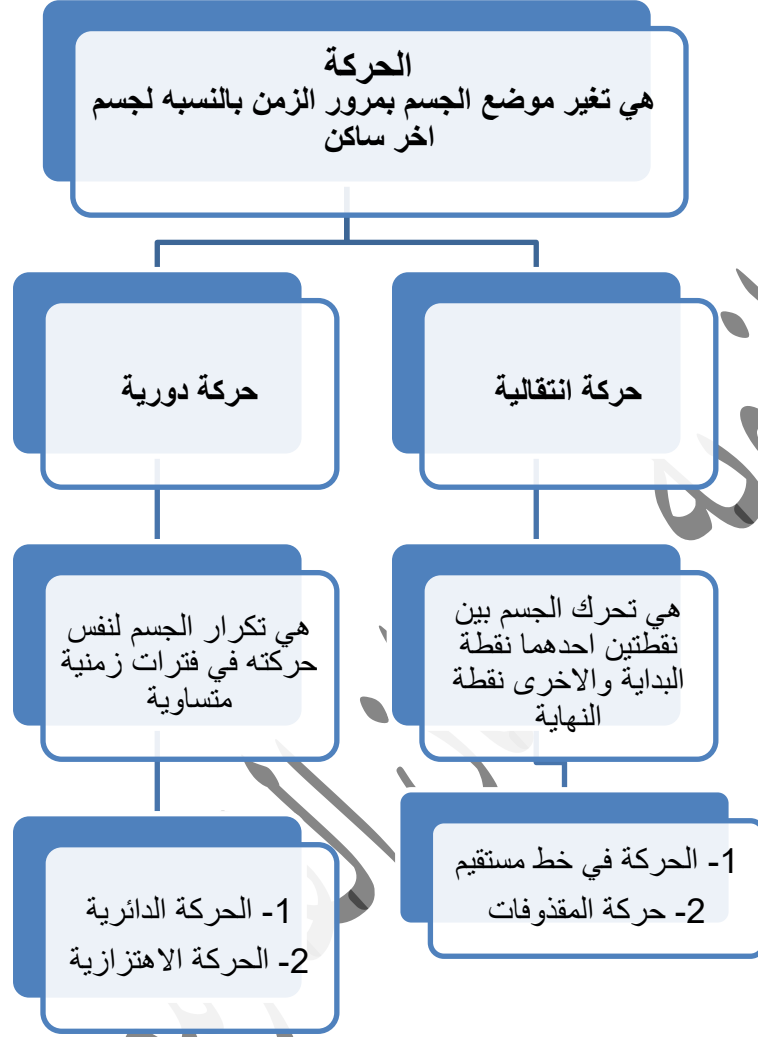 الحركة
هي تغير موضع الجسم بمرور الزمن بالنسبه لجسم
اخر ساكن
حركة انتقالية
حركة دورية
هي تحرك الجسم بين
نقطتين احدهما نقطة
البداية والاخرى نقطة
النهاية
هي تكرار الجسم لنفس
حركته في فترات زمنية
متساوية
1- الحركة في خط مستقيم
2- حركة المقذوفات
1- الحركة الدائرية
2- الحركة الاهتزازية